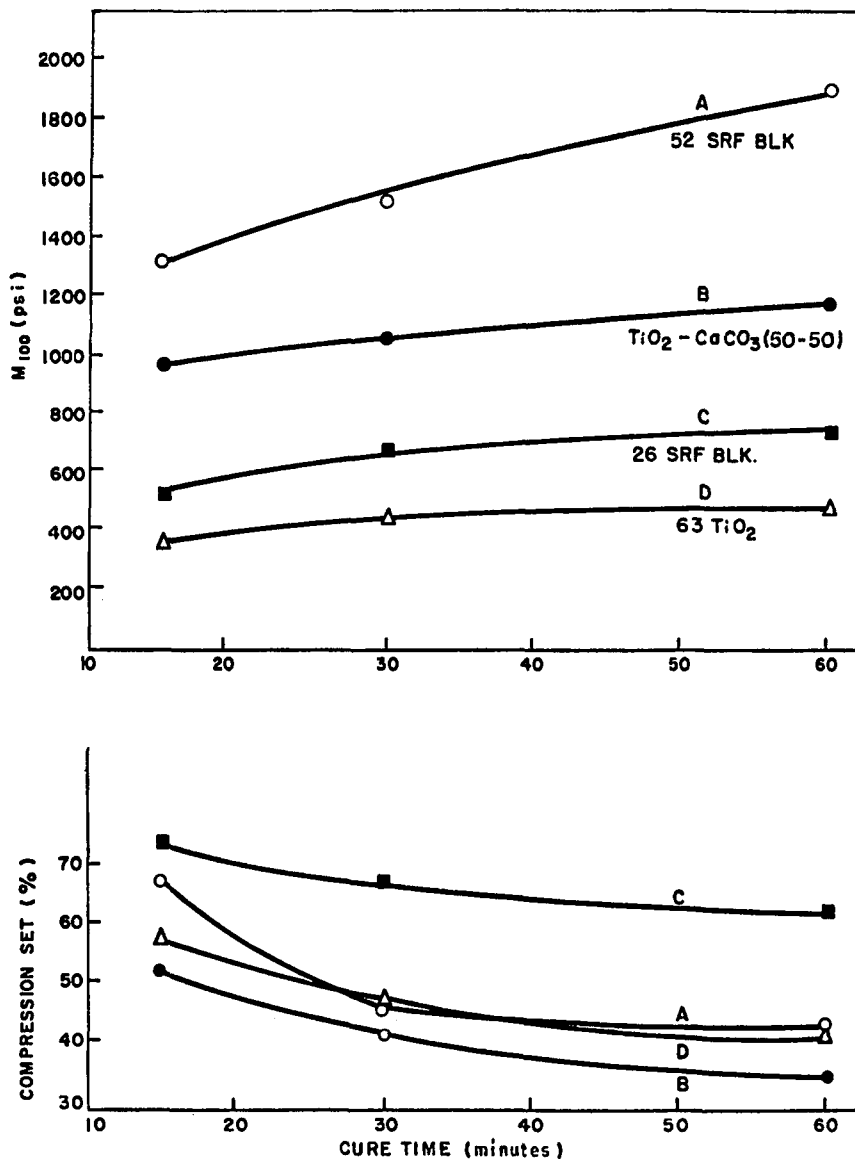 2000
1800
1600
1400
1200
1000
800
600
400
200
M100 (psi)
A
52 SRF BLK
B
TiO2 - CaCO3 (50-50)
C
26 SRF BLK.
D
63 TiO2
10 20 30 40 50 60
70
60
50
40
30
COMPRESSION SET (%)
C
A
D
B
10 20 30 40 50 60
CURE TIME (minutes)